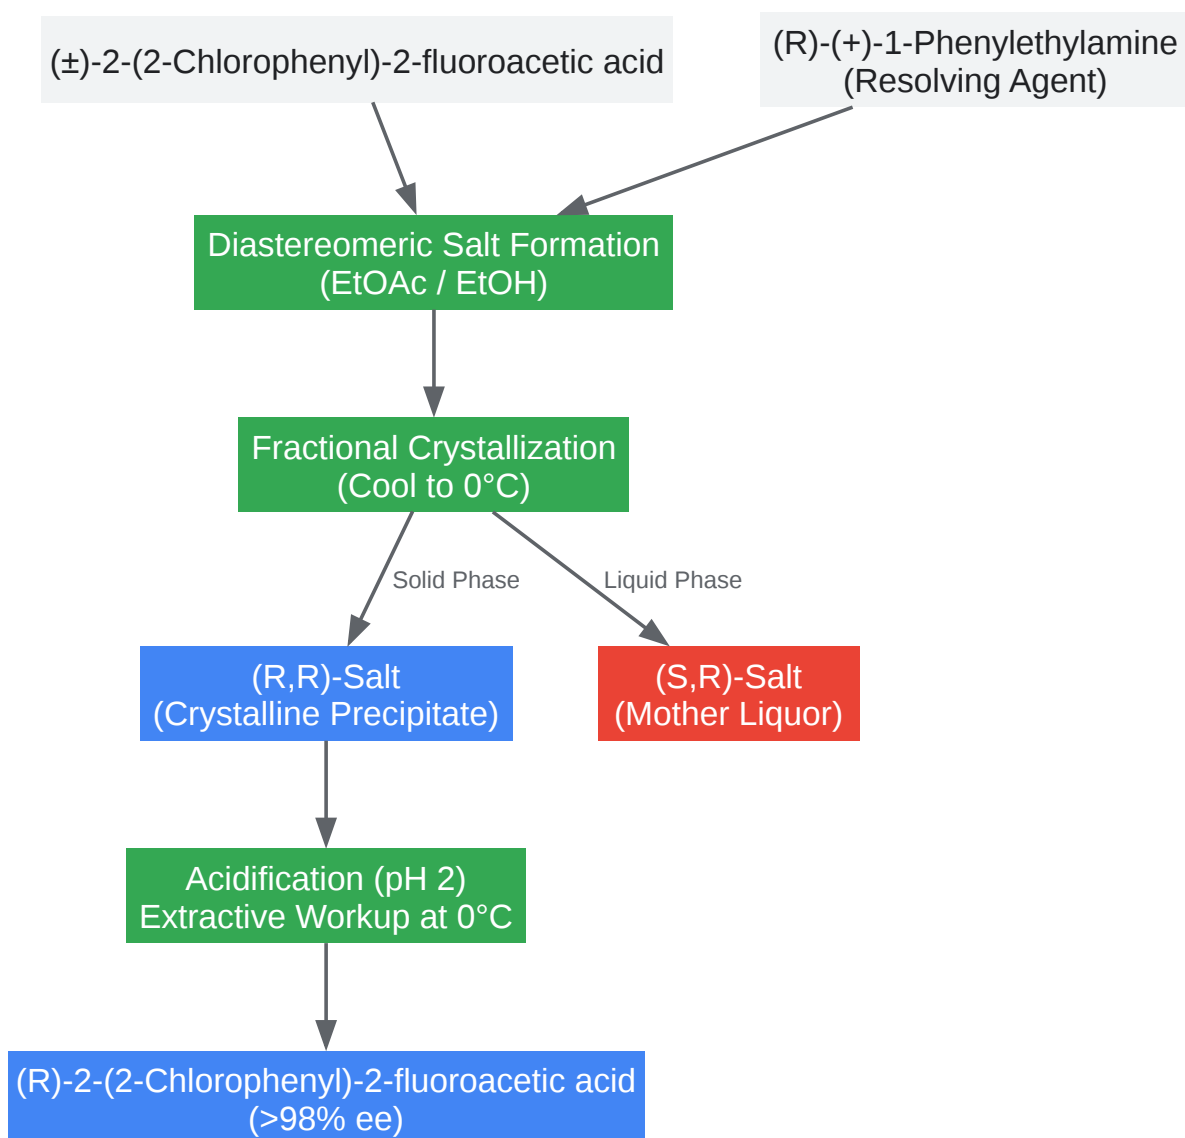 (±)-2-(2-Chlorophenyl)-2-fluoroacetic acid
(R)-(+)-1-Phenylethylamine
(Resolving Agent)
Diastereomeric Salt Formation
(EtOAc / EtOH)
Fractional Crystallization
(Cool to 0°C)
Solid Phase
Liquid Phase
(R,R)-Salt
(Crystalline Precipitate)
(S,R)-Salt
(Mother Liquor)
Acidification (pH 2)
Extractive Workup at 0°C
(R)-2-(2-Chlorophenyl)-2-fluoroacetic acid
(>98% ee)